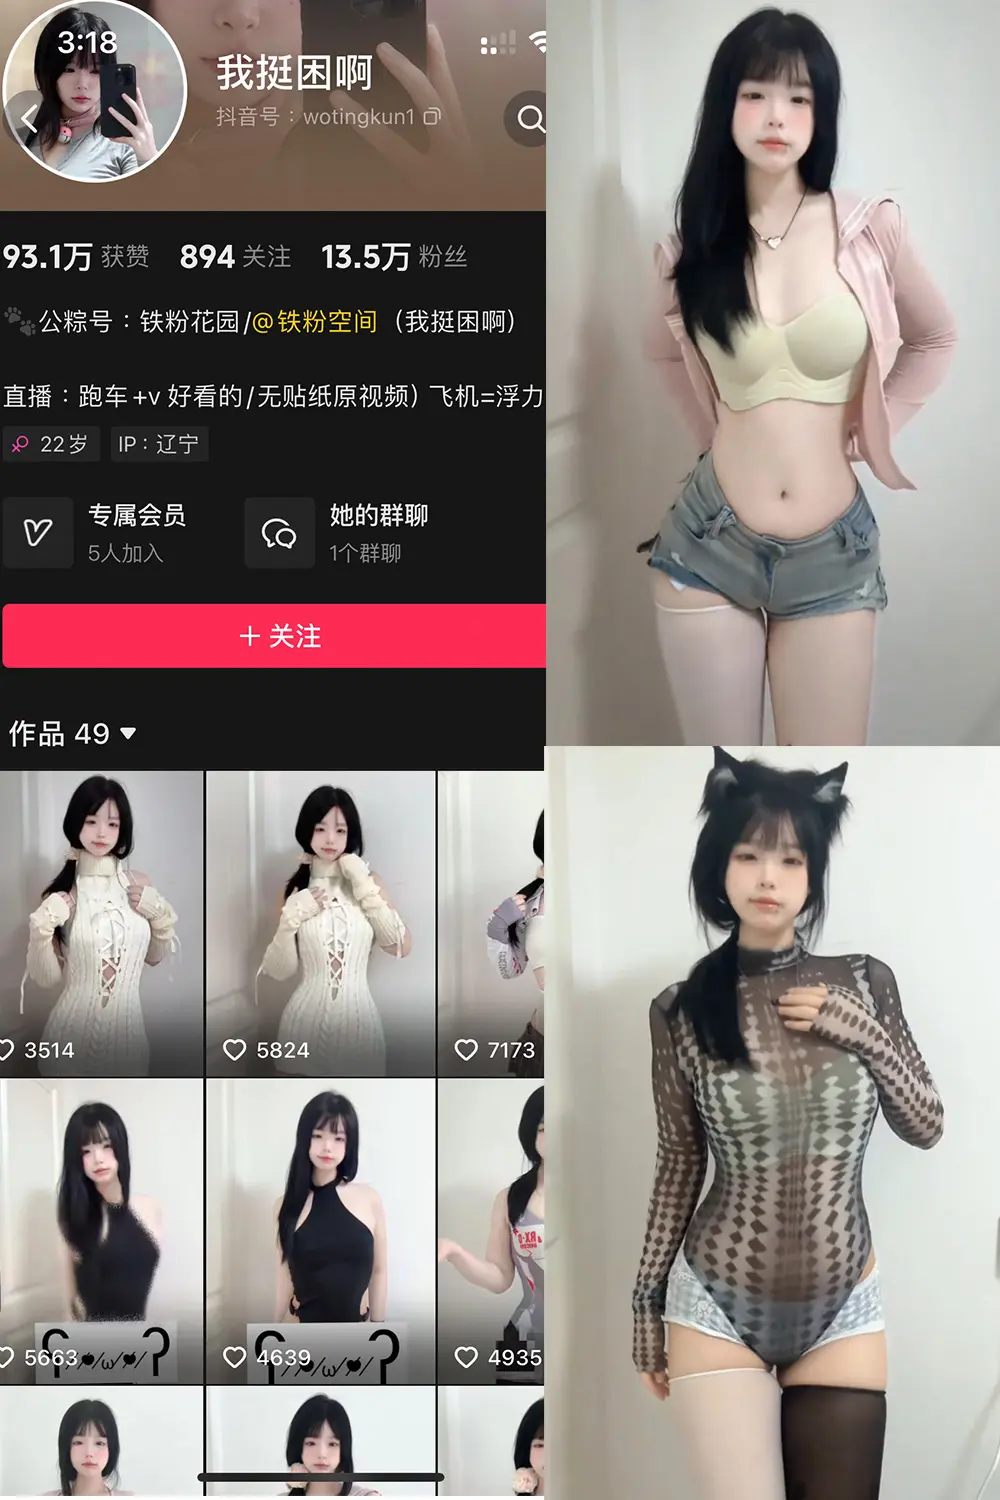 3:18
我挺困啊
抖音号：wotingkun1
93.1万 获赞 894 关注 13.5万 粉丝
公粽号：铁粉花园/@铁粉空间（我挺困啊）
直播：跑车+v 好看的/无贴纸原视频）飞机=浮力
22岁 IP：辽宁
专属会员 她的群聊
5人加入 1个群聊
+ 关注
作品 49
3514 5824 7173
5663 4639 4935